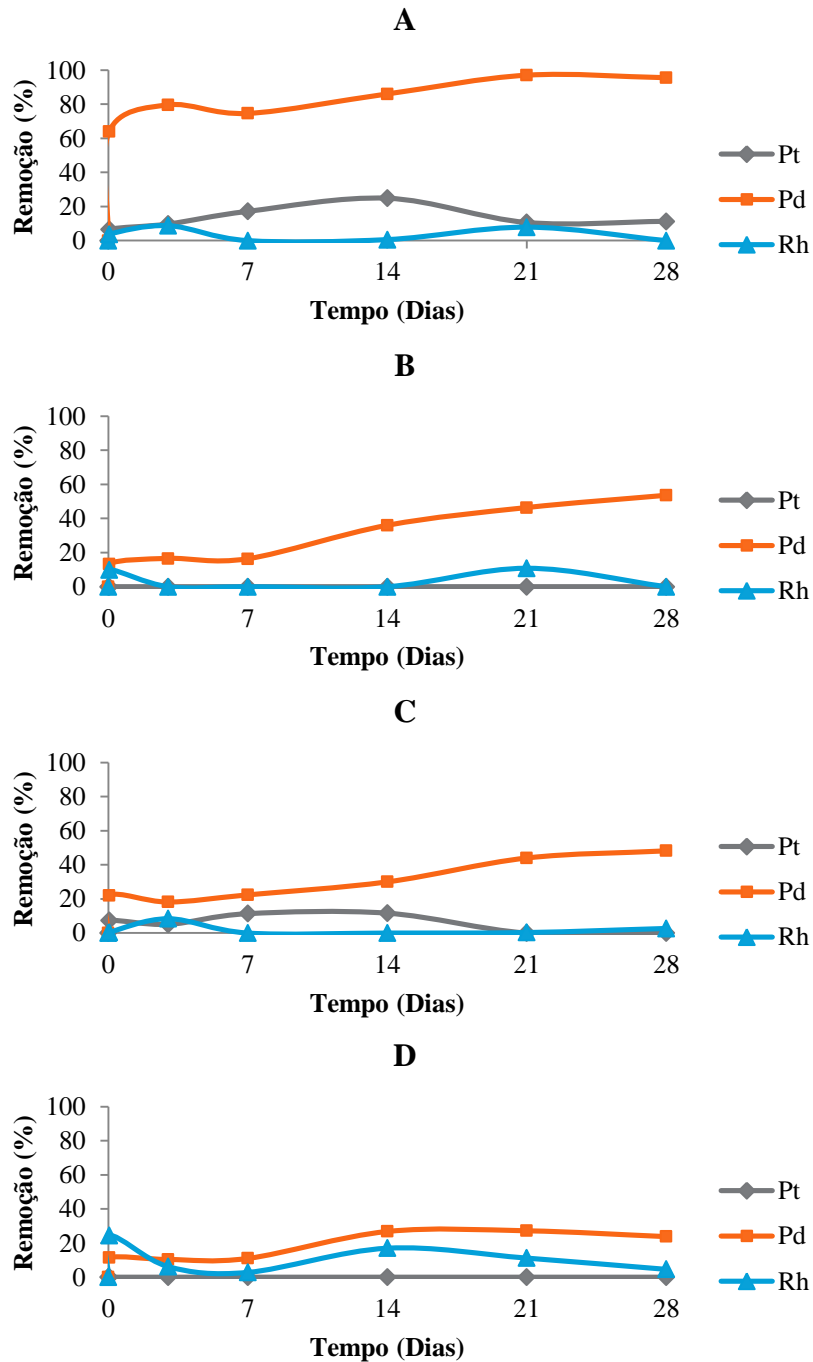 A
Remoção (%)
100
80
60
40
20
0
0 7 14 21 28
Tempo (Dias)
Pt
Pd
Rh
B
Remoção (%)
100
80
60
40
20
0
0 7 14 21 28
Tempo (Dias)
Pt
Pd
Rh
C
Remoção (%)
100
80
60
40
20
0
0 7 14 21 28
Tempo (Dias)
Pt
Pd
Rh
D
Remoção (%)
100
80
60
40
20
0
0 7 14 21 28
Tempo (Dias)
Pt
Pd
Rh